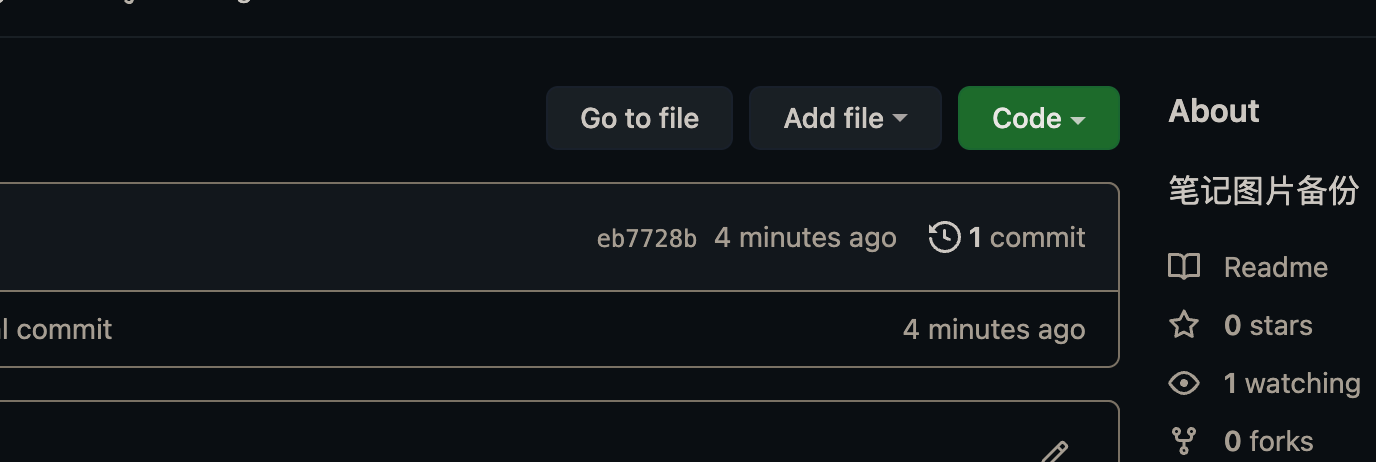 Go to file
Add file
Code
About
笔记图片备份
eb7728b 4 minutes ago 1 commit
Readme
commit 4 minutes ago
0 stars
1 watching
0 forks